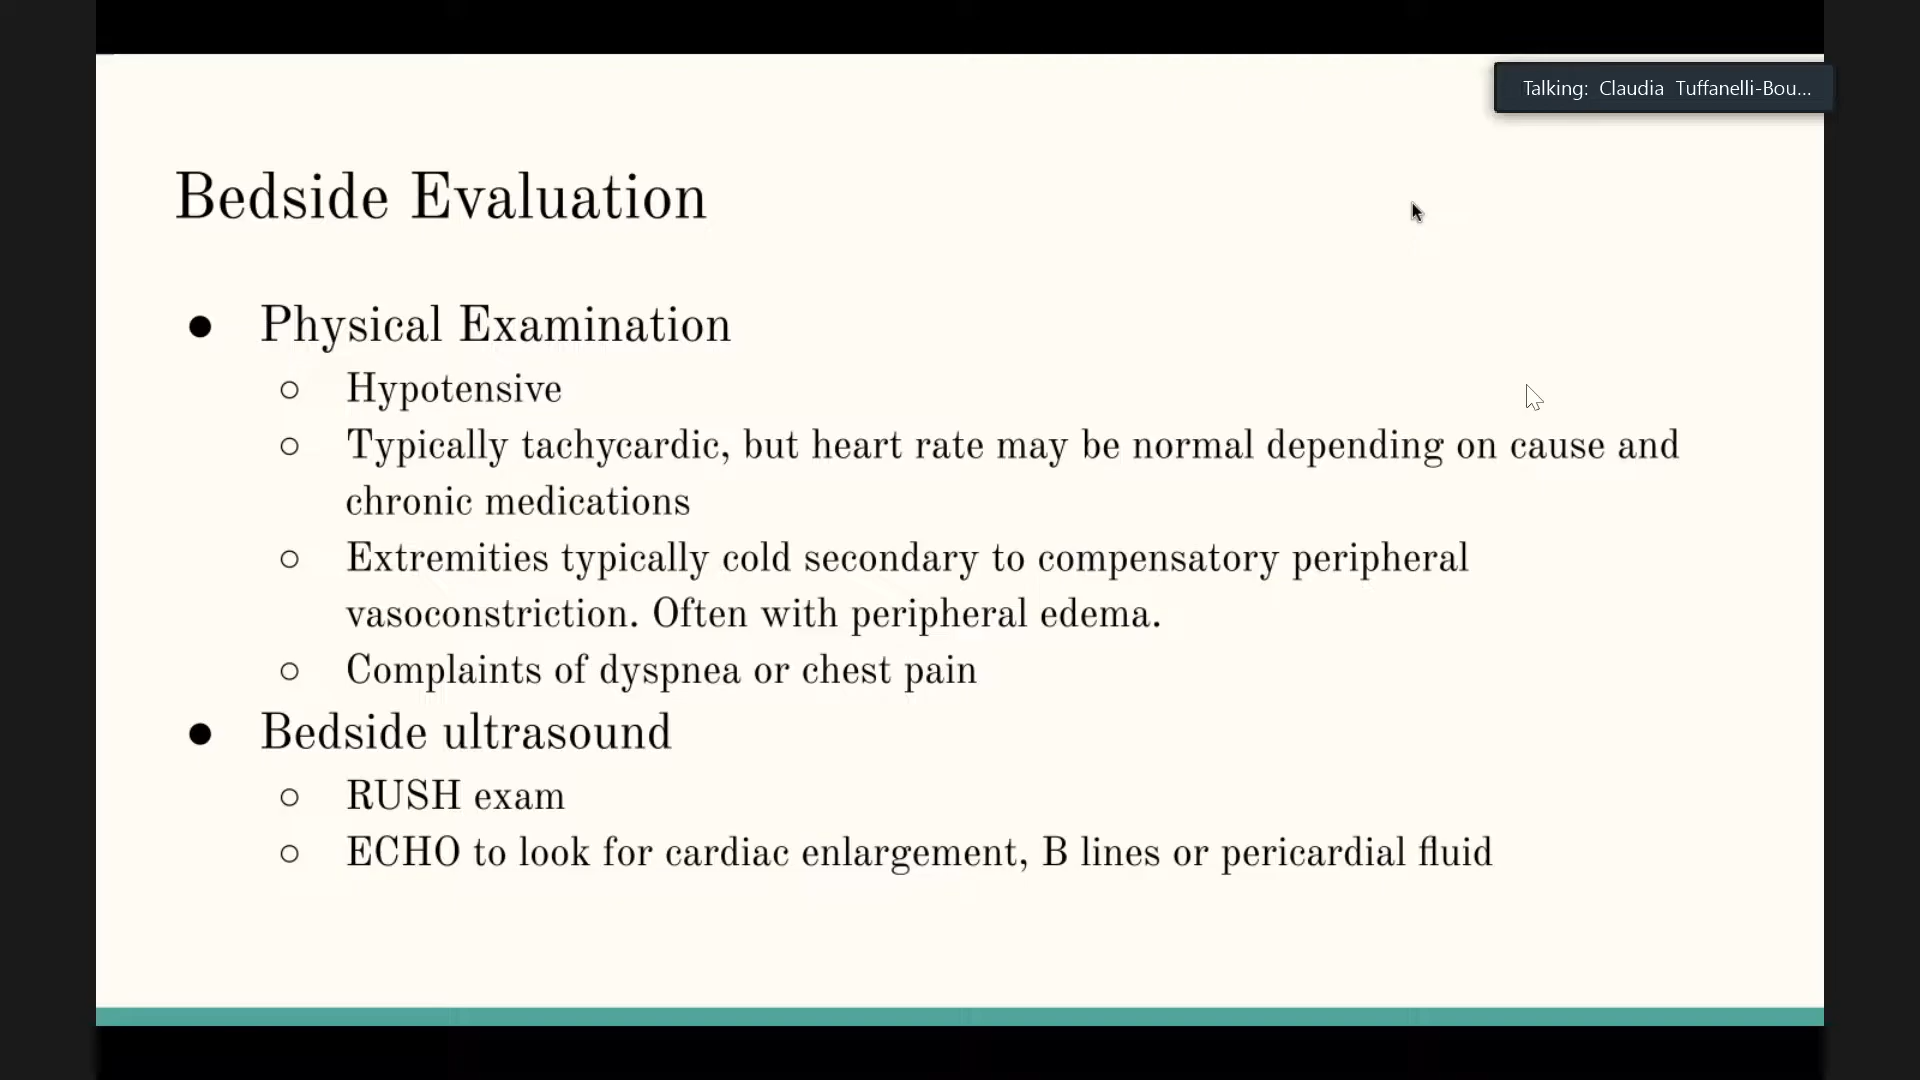 Talking: Claudia Tuffanelli-Bou...
Bedside Evaluation
● Physical Examination
○ Hypotensive
○ Typically tachycardic, but heart rate may be normal depending on cause and
chronic medications
○ Extremities typically cold secondary to compensatory peripheral
vasoconstriction. Often with peripheral edema.
○ Complaints of dyspnea or chest pain
● Bedside ultrasound
○ RUSH exam
○ ECHO to look for cardiac enlargement, B lines or pericardial fluid